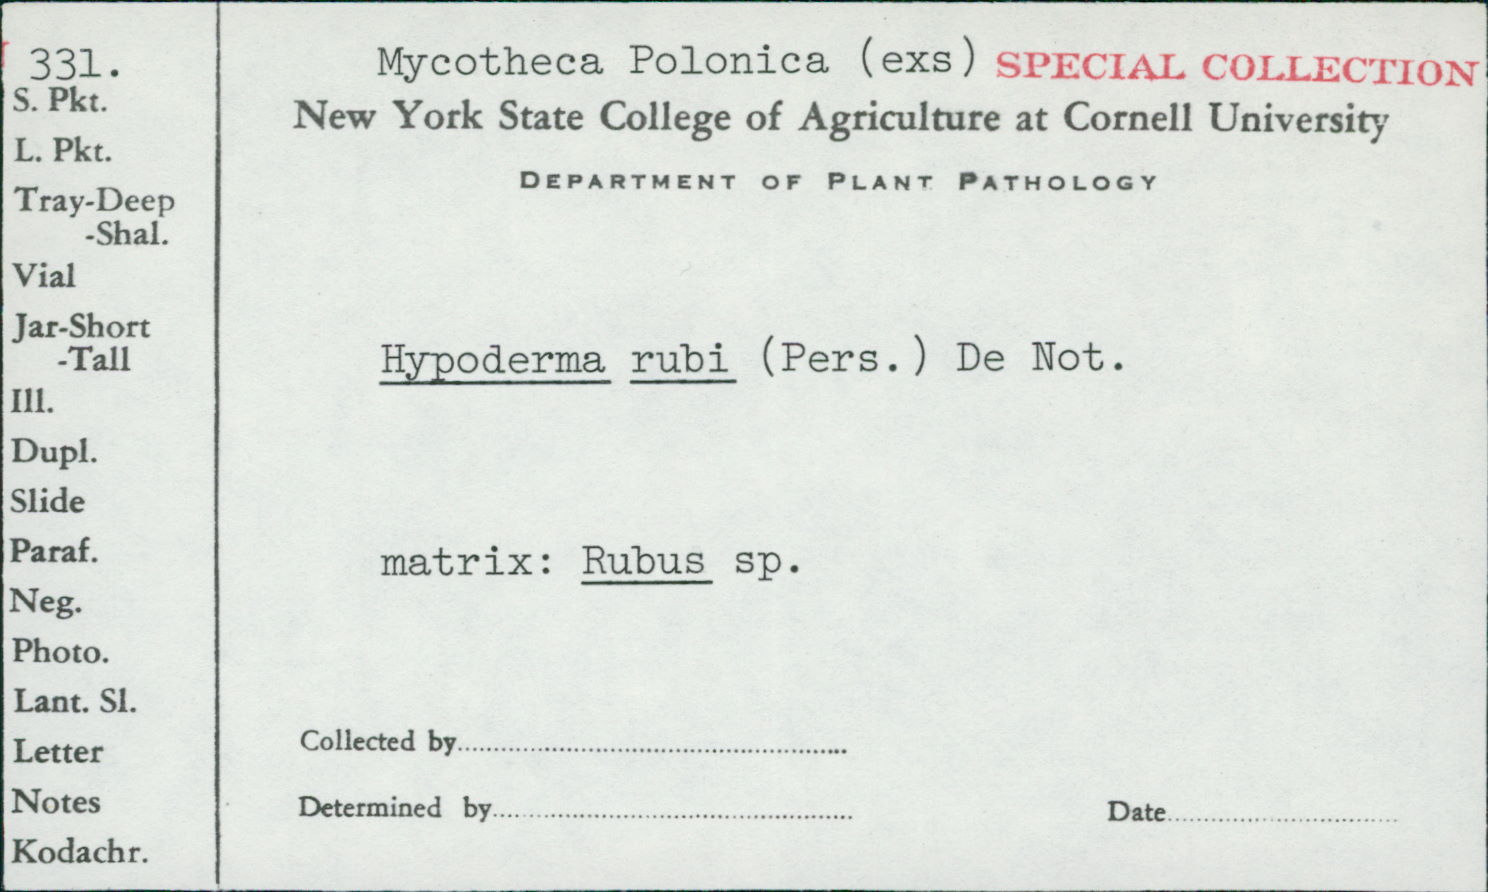 331.
S. Pkt.
L. Pkt.
Tray-Deep
-Shal.
Vial
Jar-Short
-Tall
Ill.
Dupl.
Slide
Paraf.
Neg.
Photo.
Lant. Sl.
Letter
Notes
Kodachr.
Mycotheca Polonica (exs) SPECIAL COLLECTION
New York State College of Agriculture at Cornell University
DEPARTMENT OF PLANT PATHOLOGY
Hypoderma rubi (Pers.) De Not.
matrix: Rubus sp.
Collected by
Determined by
Date